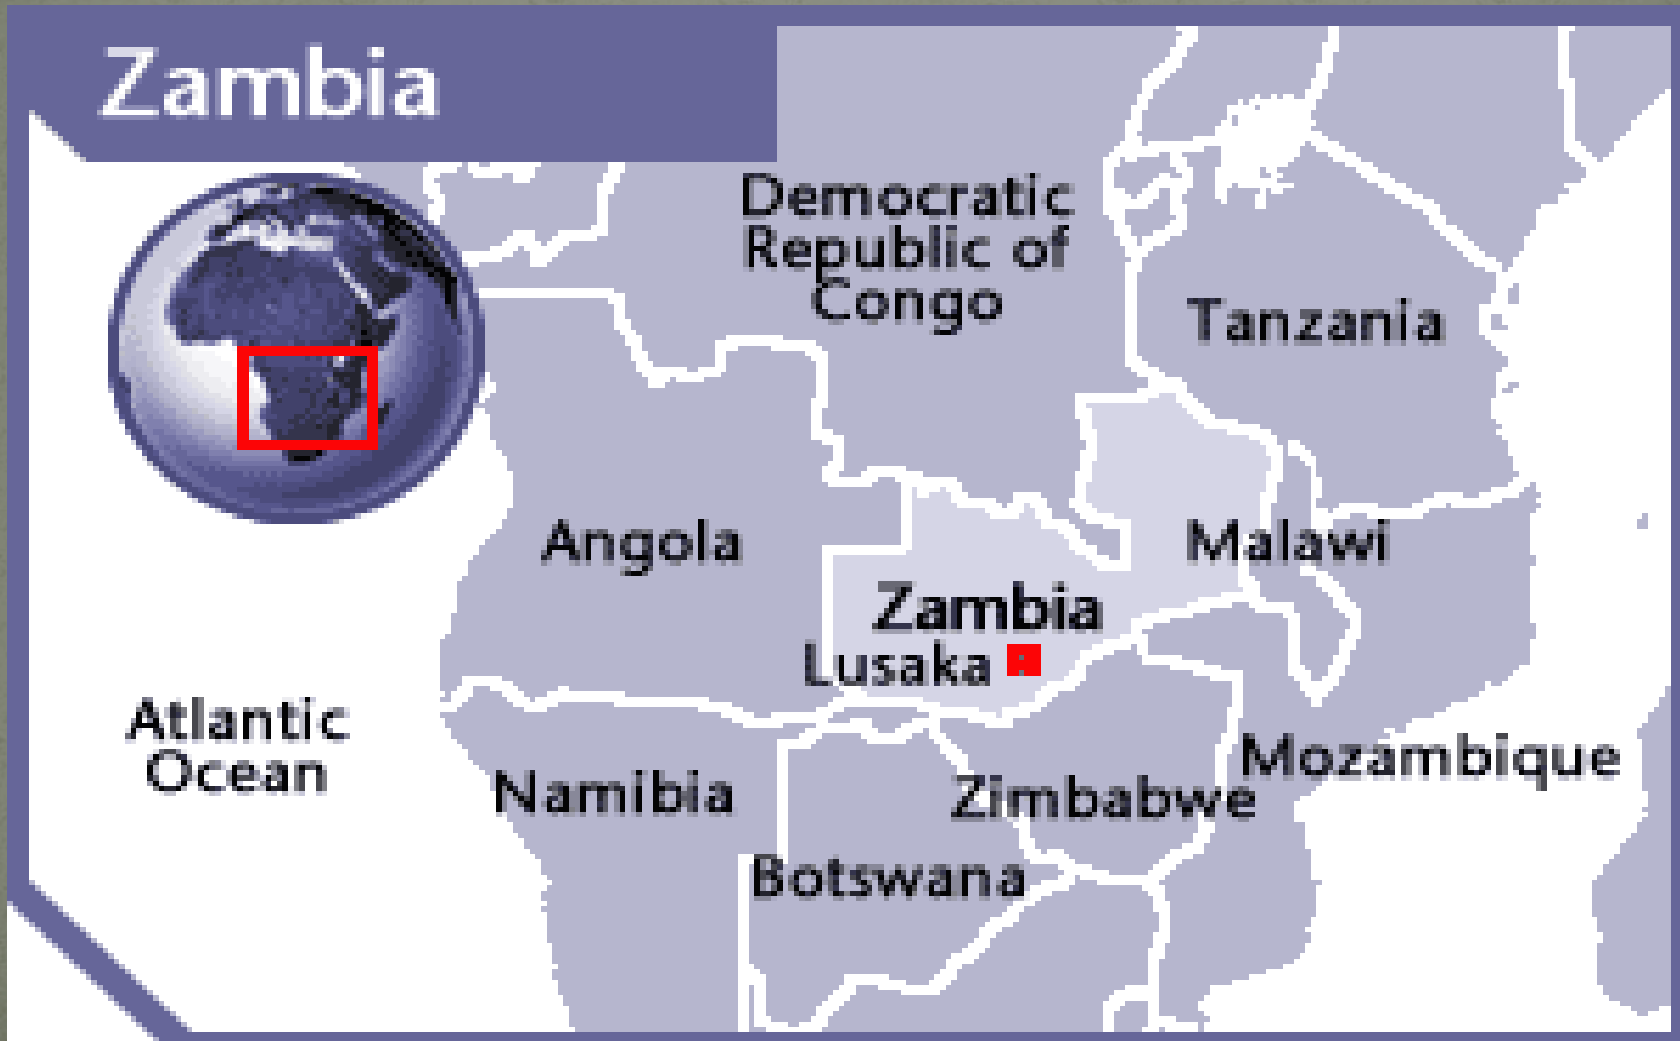 Zambia
Democratic
Republic of
Congo
Tanzania
Angola
Malawi
Zambia
Lusaka
Atlantic
Ocean
Namibia
Zimbabwe
Mozambique
Botswana